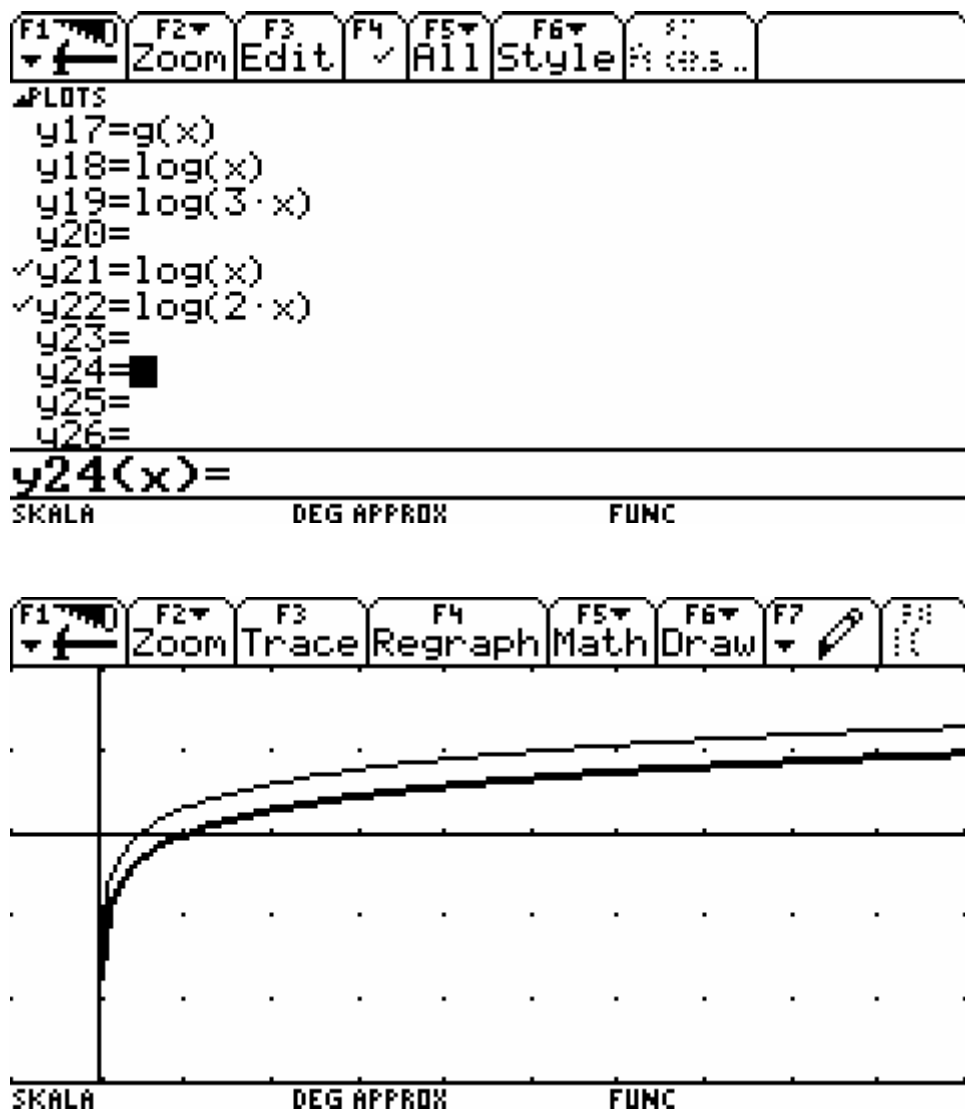 F1 F2 F3 F4 F5 F6
Zoom Edit ✓ All Style
PLOTS
y17=g(x)
y18=log(x)
y19=log(3·x)
y20=
✓y21=log(x)
✓y22=log(2·x)
y23=
y24=
y25=
y26=
y24(x)=
SKALA DEG APPROX FUNC
F1 F2 F3 F4 F5 F6 F7
Zoom Trace Regraph Math Draw
SKALA DEG APPROX FUNC